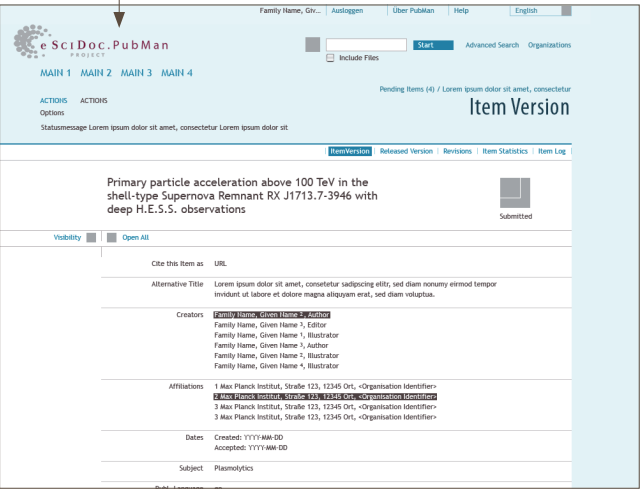 Family Name, Giv... Ausloggen Über PubMan Help English
eSciDoc.PubMan
PROJECT
Start Advanced Search Organizations
Include Files
MAIN 1 MAIN 2 MAIN 3 MAIN 4
Pending Items (4) / Lorem ipsum dolor sit amet, consectetur
ACTIONS ACTIONS
Item Version
Options
Statusmessage Lorem ipsum dolor sit amet, consectetur Lorem ipsum dolor sit
ItemVersion Released Version Revisions Item Statistics Item Log
Primary particle acceleration above 100 TeV in the
shell-type Supernova Remnant RX J1713.7-3946 with
deep H.E.S.S. observations
Submitted
Visibility Open All
Cite this Item as URL
Alternative Title Lorem ipsum dolor sit amet, consetetur sadipscing elitr, sed diam nonumy eirmod tempor
invidunt ut labore et dolore magna aliquyam erat, sed diam voluptua.
Creators Family Name, Given Name 2, Author
Family Name, Given Name 3, Editor
Family Name, Given Name 1, Illustrator
Family Name, Given Name 3, Author
Family Name, Given Name 2, Illustrator
Family Name, Given Name 4, Illustrator
Affiliations 1 Max Planck Institut, Straße 123, 12345 Ort, <Organisation Identifier>
2 Max Planck Institut, Straße 123, 12345 Ort, <Organisation Identifier>
3 Max Planck Institut, Straße 123, 12345 Ort, <Organisation Identifier>
3 Max Planck Institut, Straße 123, 12345 Ort, <Organisation Identifier>
Dates Created: YYYY-MM-DD
Accepted: YYYY-MM-DD
Subject Plasmolytics